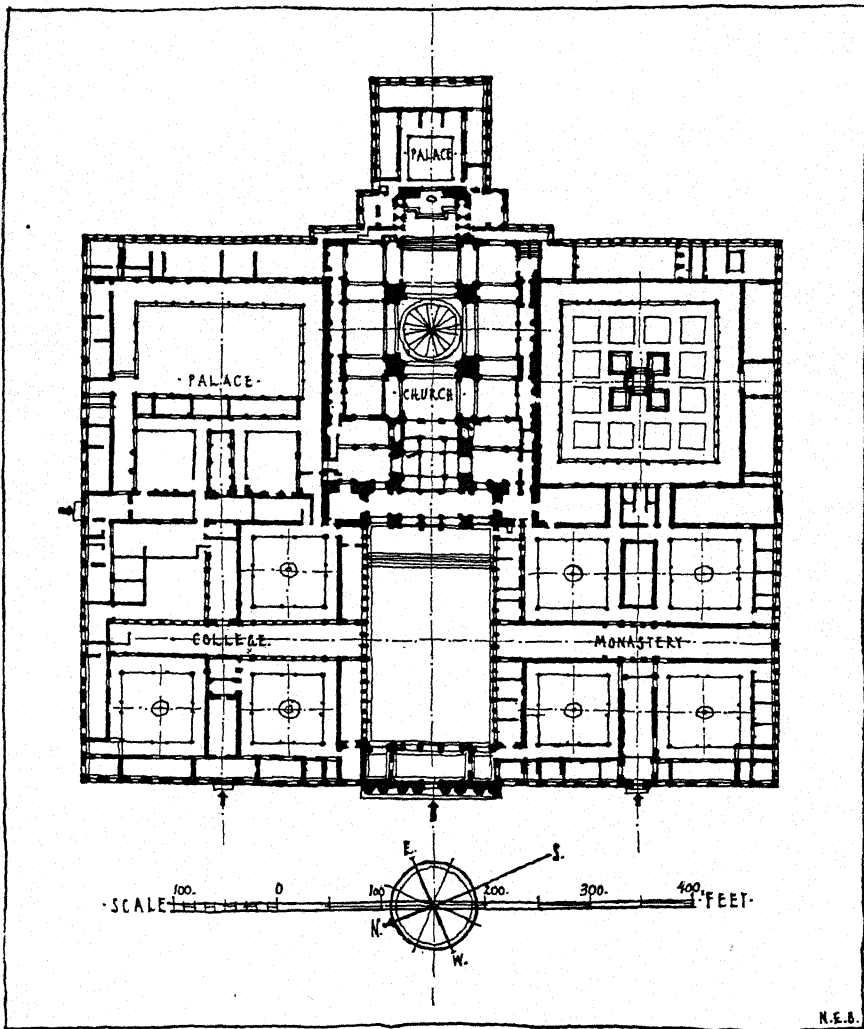 ·PALACE·
·PALACE·
·CHURCH·
·COLLEGE·
·MONASTERY·
E.
S.
·SCALE 100. 0 100 200. 300. 400. FEET·
N.
W.
N.E.B.